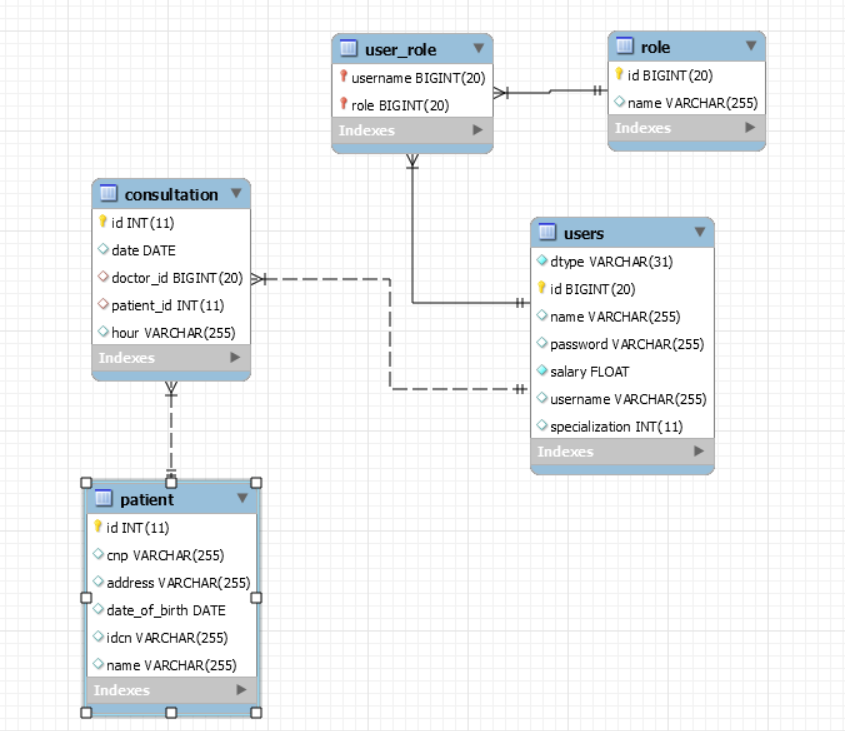 user_role
username BIGINT(20)
role BIGINT(20)
Indexes
role
id BIGINT(20)
name VARCHAR(255)
Indexes
consultation
id INT(11)
date DATE
doctor_id BIGINT(20)
patient_id INT(11)
hour VARCHAR(255)
Indexes
users
dtype VARCHAR(31)
id BIGINT(20)
name VARCHAR(255)
password VARCHAR(255)
salary FLOAT
username VARCHAR(255)
specialization INT(11)
Indexes
patient
id INT(11)
cnp VARCHAR(255)
address VARCHAR(255)
date_of_birth DATE
idcn VARCHAR(255)
name VARCHAR(255)
Indexes